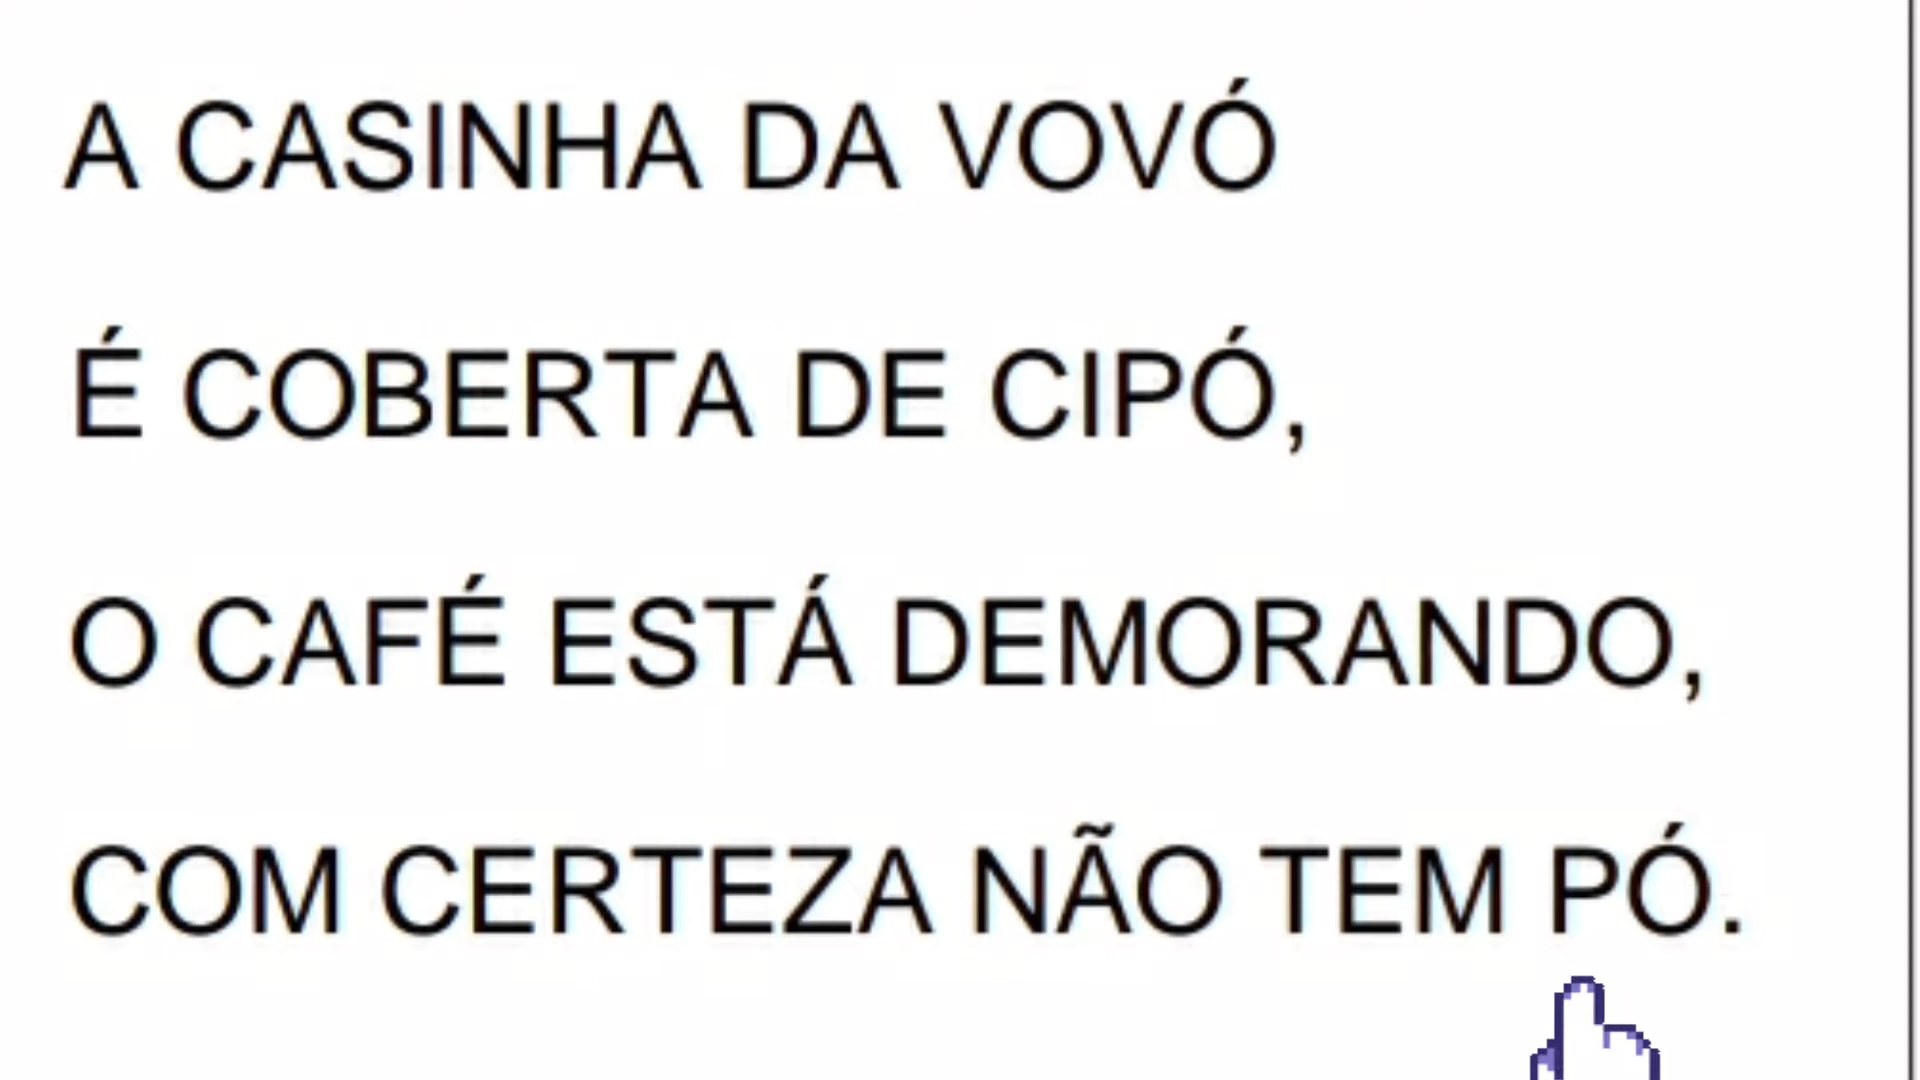 A CASINHA DA VOVÓ
É COBERTA DE CIPÓ,
O CAFÉ ESTÁ DEMORANDO,
COM CERTEZA NÃO TEM PÓ.